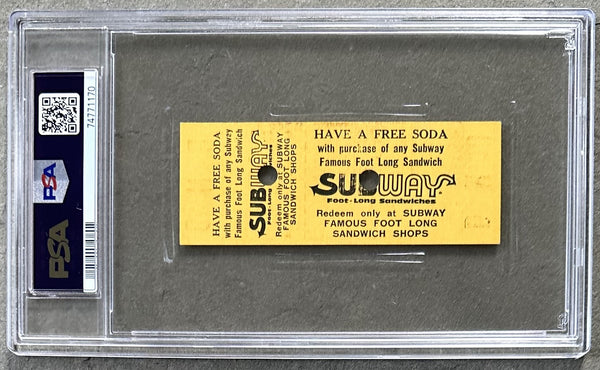 PSA
74771170
PSA
HAVE A FREE SODA
with purchase of any Subway
Famous Foot Long Sandwich
SUBWAY
Foot-Long Sandwiches
Redeem only at SUBWAY
FAMOUS FOOT LONG
SANDWICH SHOPS
HAVE A FREE SODA
with purchase of any Subway
Famous Foot Long Sandwich
SUBWAY
Foot-Long Sandwiches
Redeem only at SUBWAY
FAMOUS FOOT LONG
SANDWICH SHOPS